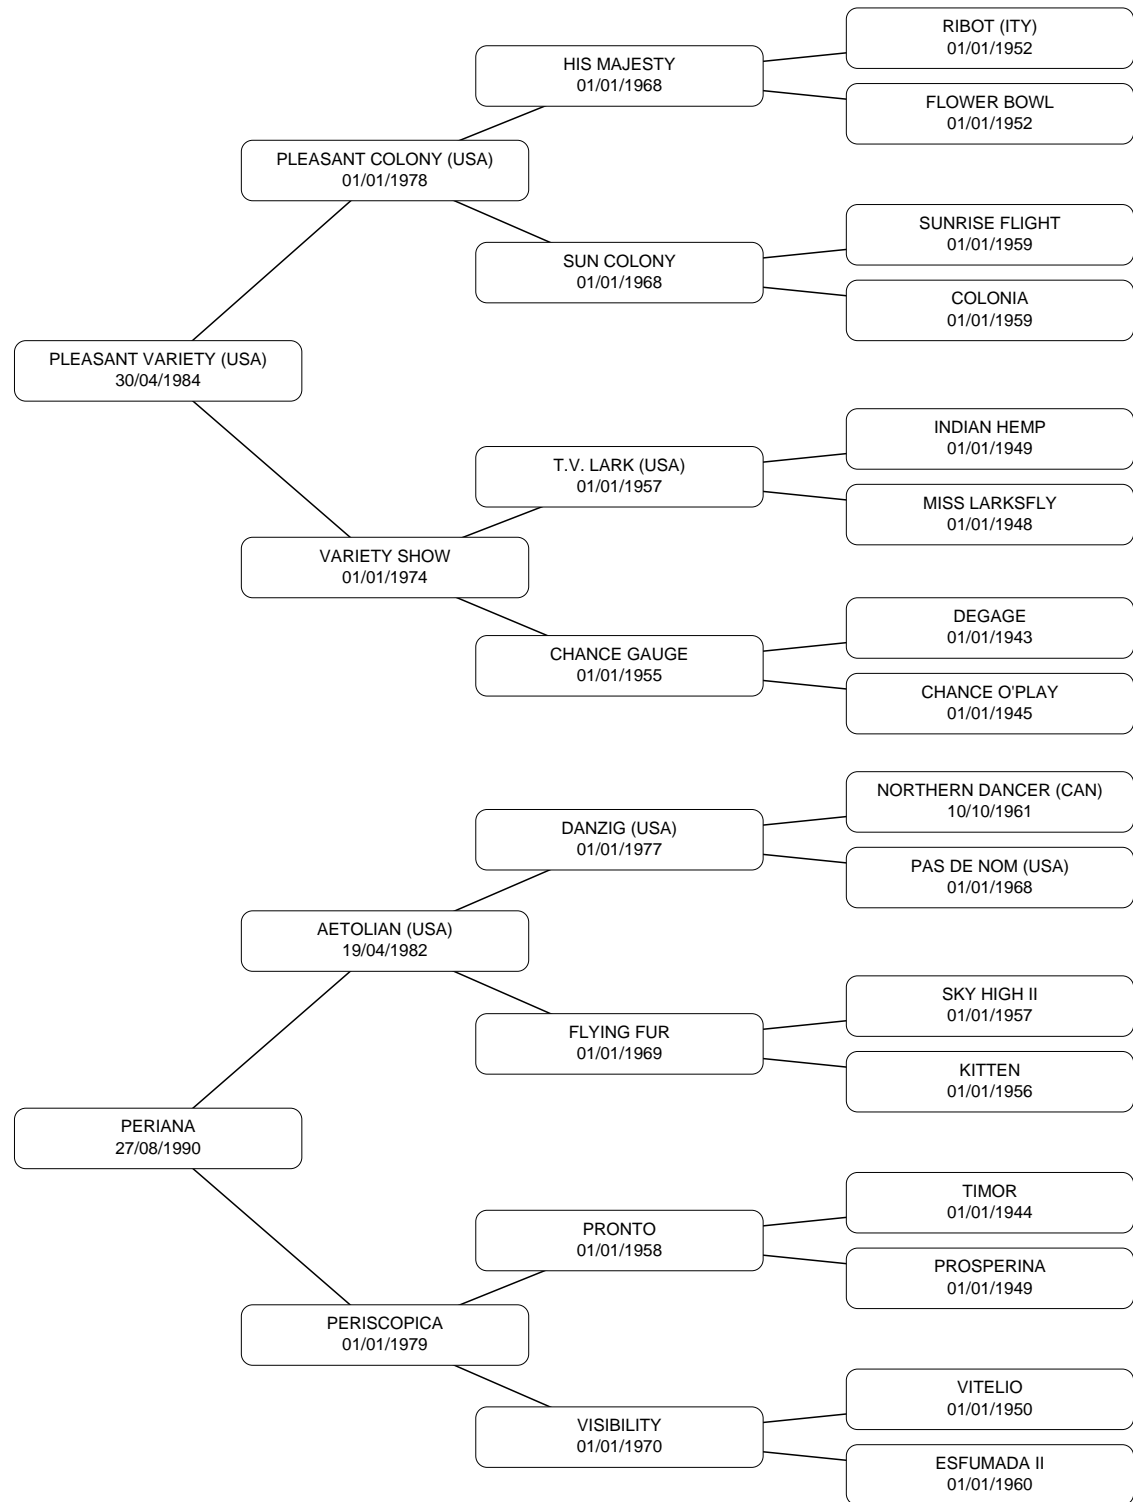 RIBOT (ITY)
01/01/1952
HIS MAJESTY
01/01/1968
FLOWER BOWL
01/01/1952
PLEASANT COLONY (USA)
01/01/1978
SUNRISE FLIGHT
01/01/1959
SUN COLONY
01/01/1968
COLONIA
01/01/1959
PLEASANT VARIETY (USA)
30/04/1984
INDIAN HEMP
01/01/1949
T.V. LARK (USA)
01/01/1957
MISS LARKSFLY
01/01/1948
VARIETY SHOW
01/01/1974
DEGAGE
01/01/1943
CHANCE GAUGE
01/01/1955
CHANCE O'PLAY
01/01/1945
NORTHERN DANCER (CAN)
10/10/1961
DANZIG (USA)
01/01/1977
PAS DE NOM (USA)
01/01/1968
AETOLIAN (USA)
19/04/1982
SKY HIGH II
01/01/1957
FLYING FUR
01/01/1969
KITTEN
01/01/1956
PERIANA
27/08/1990
TIMOR
01/01/1944
PRONTO
01/01/1958
PROSPERINA
01/01/1949
PERISCOPICA
01/01/1979
VITELIO
01/01/1950
VISIBILITY
01/01/1970
ESFUMADA II
01/01/1960